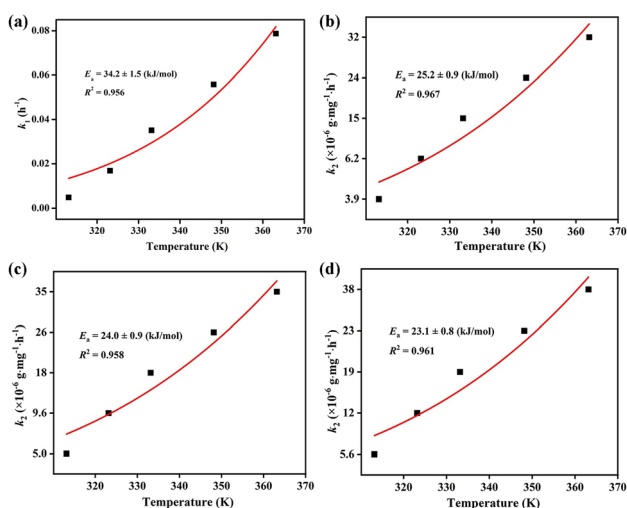 (a)
0.08
0.06
0.04
0.02
0.00
k₁ (h⁻¹)
Eₐ = 34.2 ± 1.5 (kJ/mol)
R² = 0.956
320 330 340 350 360 370
Temperature (K)
(b)
32
24
15
6.2
3.9
k₂ (×10⁻⁶ g·mg⁻¹·h⁻¹)
Eₐ = 25.2 ± 0.9 (kJ/mol)
R² = 0.967
320 330 340 350 360 370
Temperature (K)
(c)
35
26
18
9.6
5.0
k₂ (×10⁻⁶ g·mg⁻¹·h⁻¹)
Eₐ = 24.0 ± 0.9 (kJ/mol)
R² = 0.958
320 330 340 350 360 370
Temperature (K)
(d)
38
23
19
12
5.6
k₂ (×10⁻⁶ g·mg⁻¹·h⁻¹)
Eₐ = 23.1 ± 0.8 (kJ/mol)
R² = 0.961
320 330 340 350 360 370
Temperature (K)